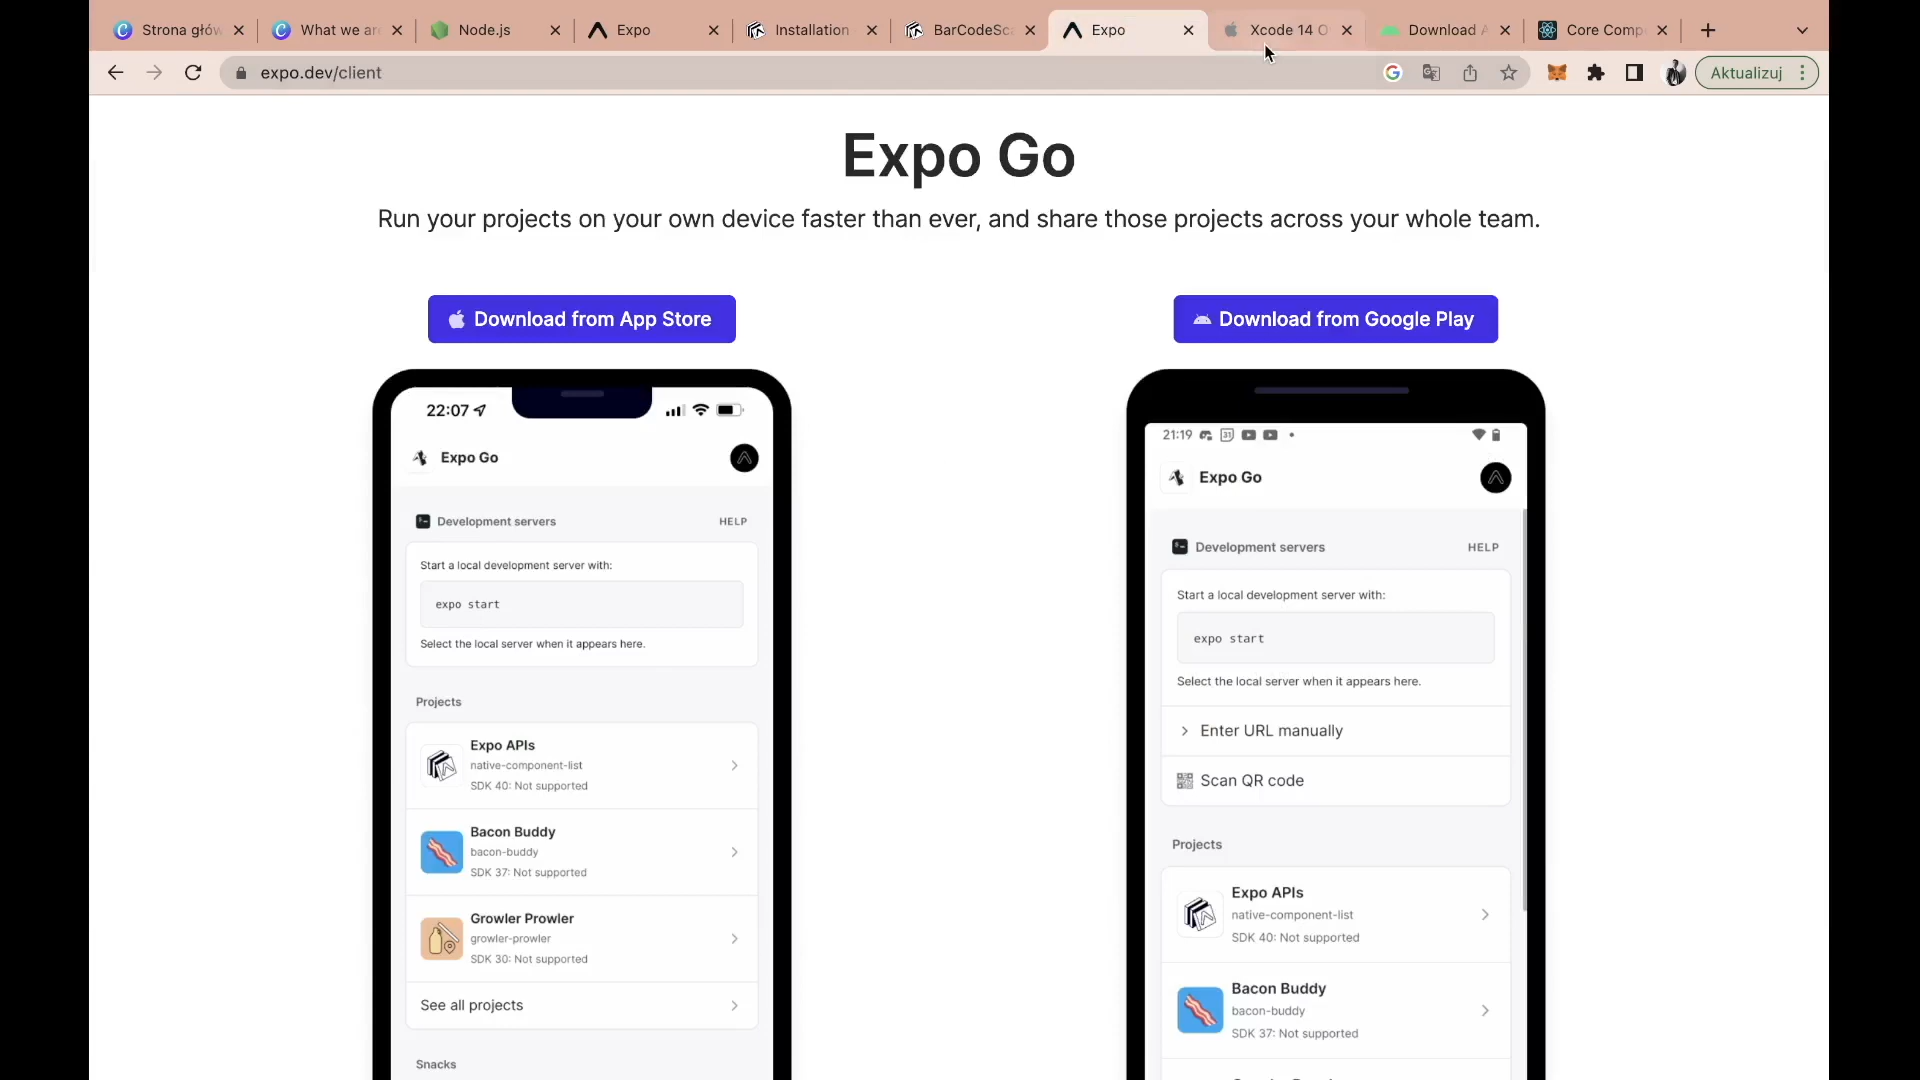 Strona głów
What we are
Node.js
Expo
Installation
BarCodeSca
Expo
Xcode 14 O
Download A
Core Comp
expo.dev/client
Aktualizuj
Expo Go
Run your projects on your own device faster than ever, and share those projects across your whole team.
Download from App Store
Download from Google Play
22:07
Expo Go
Development servers
HELP
Start a local development server with:
expo start
Select the local server when it appears here.
Projects
Expo APIs
native-component-list
SDK 40: Not supported
Bacon Buddy
bacon-buddy
SDK 37: Not supported
Growler Prowler
growler-prowler
SDK 30: Not supported
See all projects
Snacks
21:19
31
Expo Go
Development servers
HELP
Start a local development server with:
expo start
Select the local server when it appears here.
Enter URL manually
Scan QR code
Projects
Expo APIs
native-component-list
SDK 40: Not supported
Bacon Buddy
bacon-buddy
SDK 37: Not supported